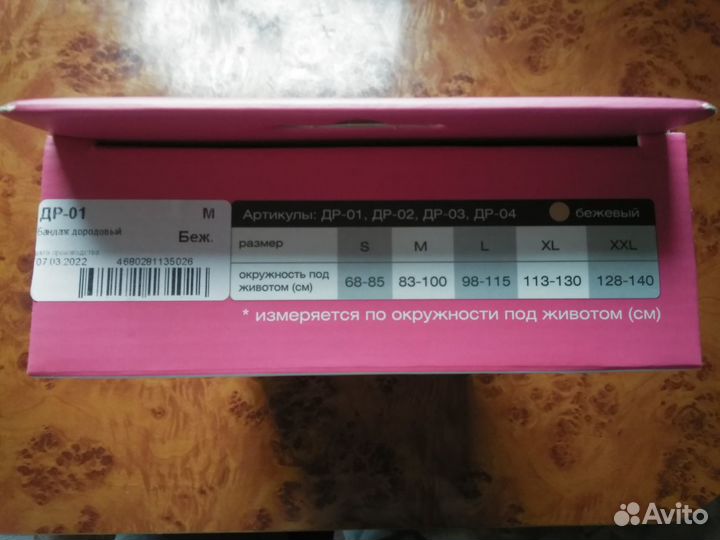 ДР-01 M
Бандаж дородовый
Беж.
дата производства
07.03.2022
4680281135026
Артикулы: ДР-01, ДР-02, ДР-03, ДР-04 бежевый
размер S M L XL XXL
окружность под
животом (см) 68-85 83-100 98-115 113-130 128-140
* измеряется по окружности под животом (см)
Avito